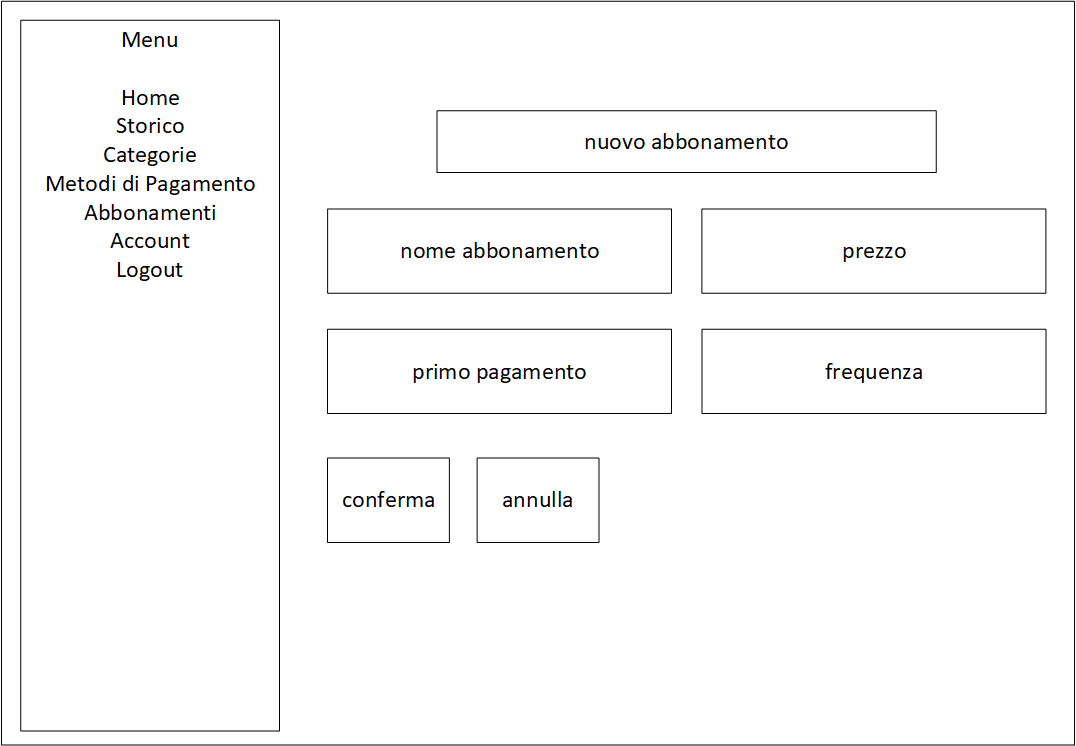 Menu
Home
Storico
Categorie
Metodi di Pagamento
Abbonamenti
Account
Logout
nuovo abbonamento
nome abbonamento
prezzo
primo pagamento
frequenza
conferma
annulla